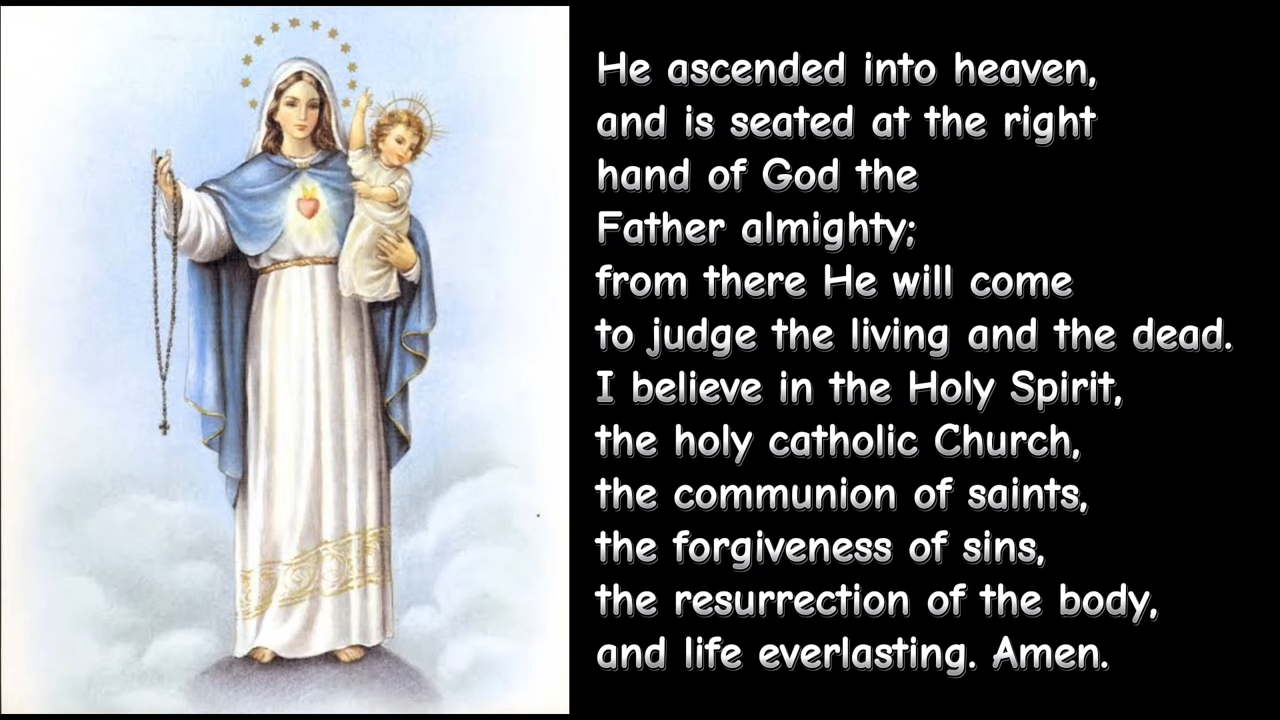 He ascended into heaven,
and is seated at the right
hand of God the
Father almighty;
from there He will come
to judge the living and the dead.
I believe in the Holy Spirit,
the holy catholic Church,
the communion of saints,
the forgiveness of sins,
the resurrection of the body,
and life everlasting. Amen.